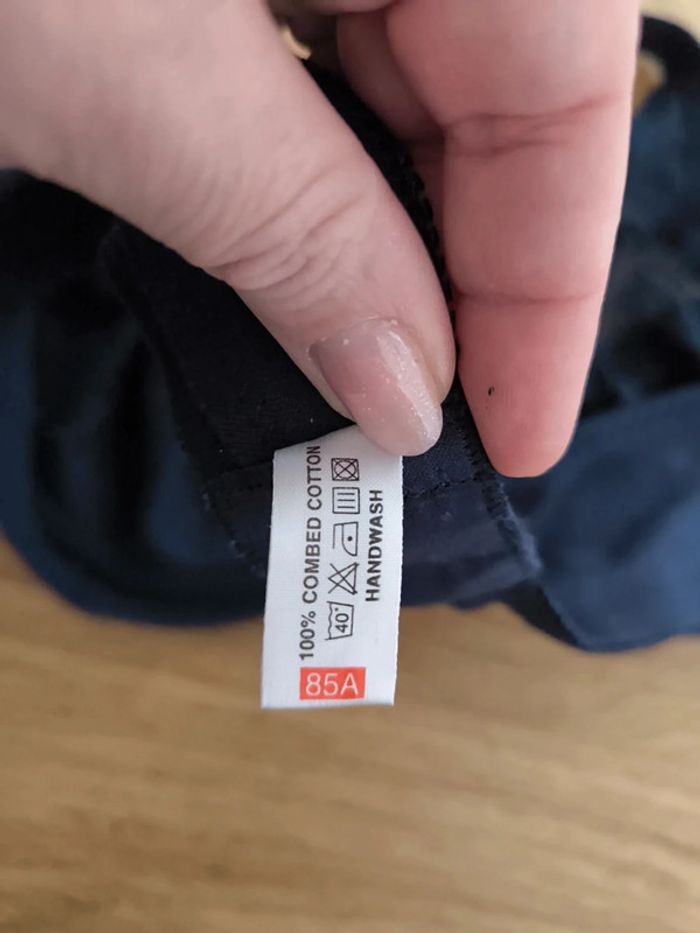 100% COMBED COTTON
40°
HANDWASH
85A